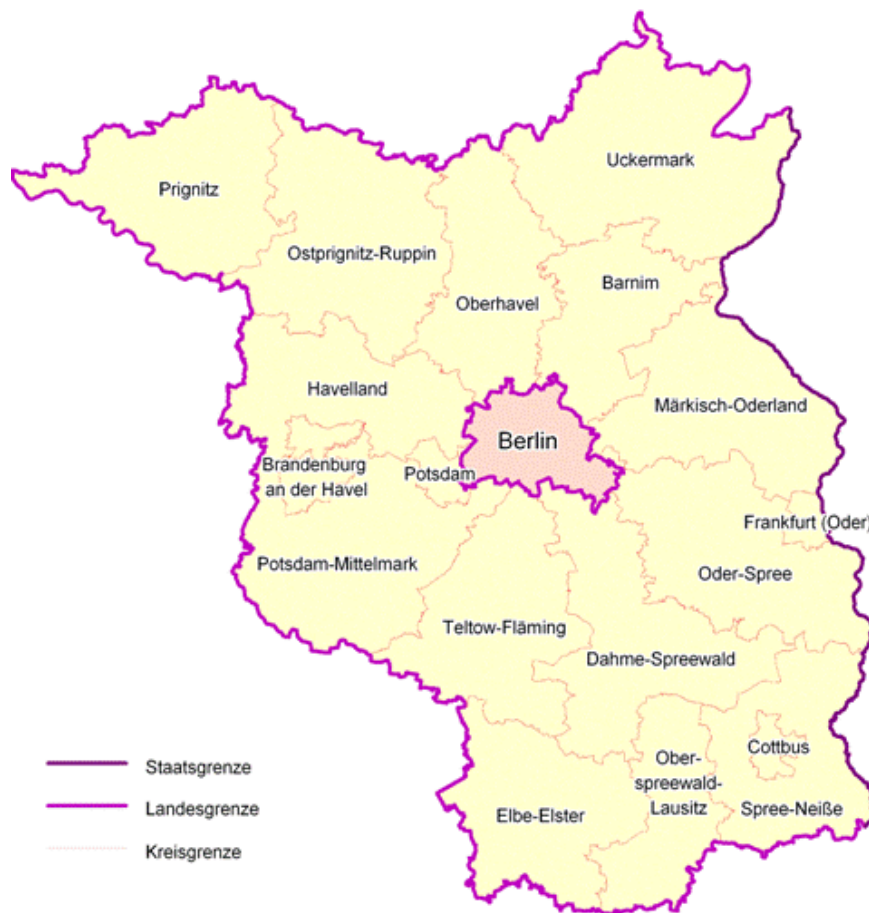 Uckermark
Prignitz
Ostprignitz-Ruppin
Barnim
Oberhavel
Havelland
Märkisch-Oderland
Berlin
Brandenburg
an der Havel
Potsdam
Frankfurt (Oder)
Potsdam-Mittelmark
Oder-Spree
Teltow-Fläming
Dahme-Spreewald
Cottbus
Ober-
spreewald-
Lausitz
Spree-Neiße
Elbe-Elster
Staatsgrenze
Landesgrenze
Kreisgrenze